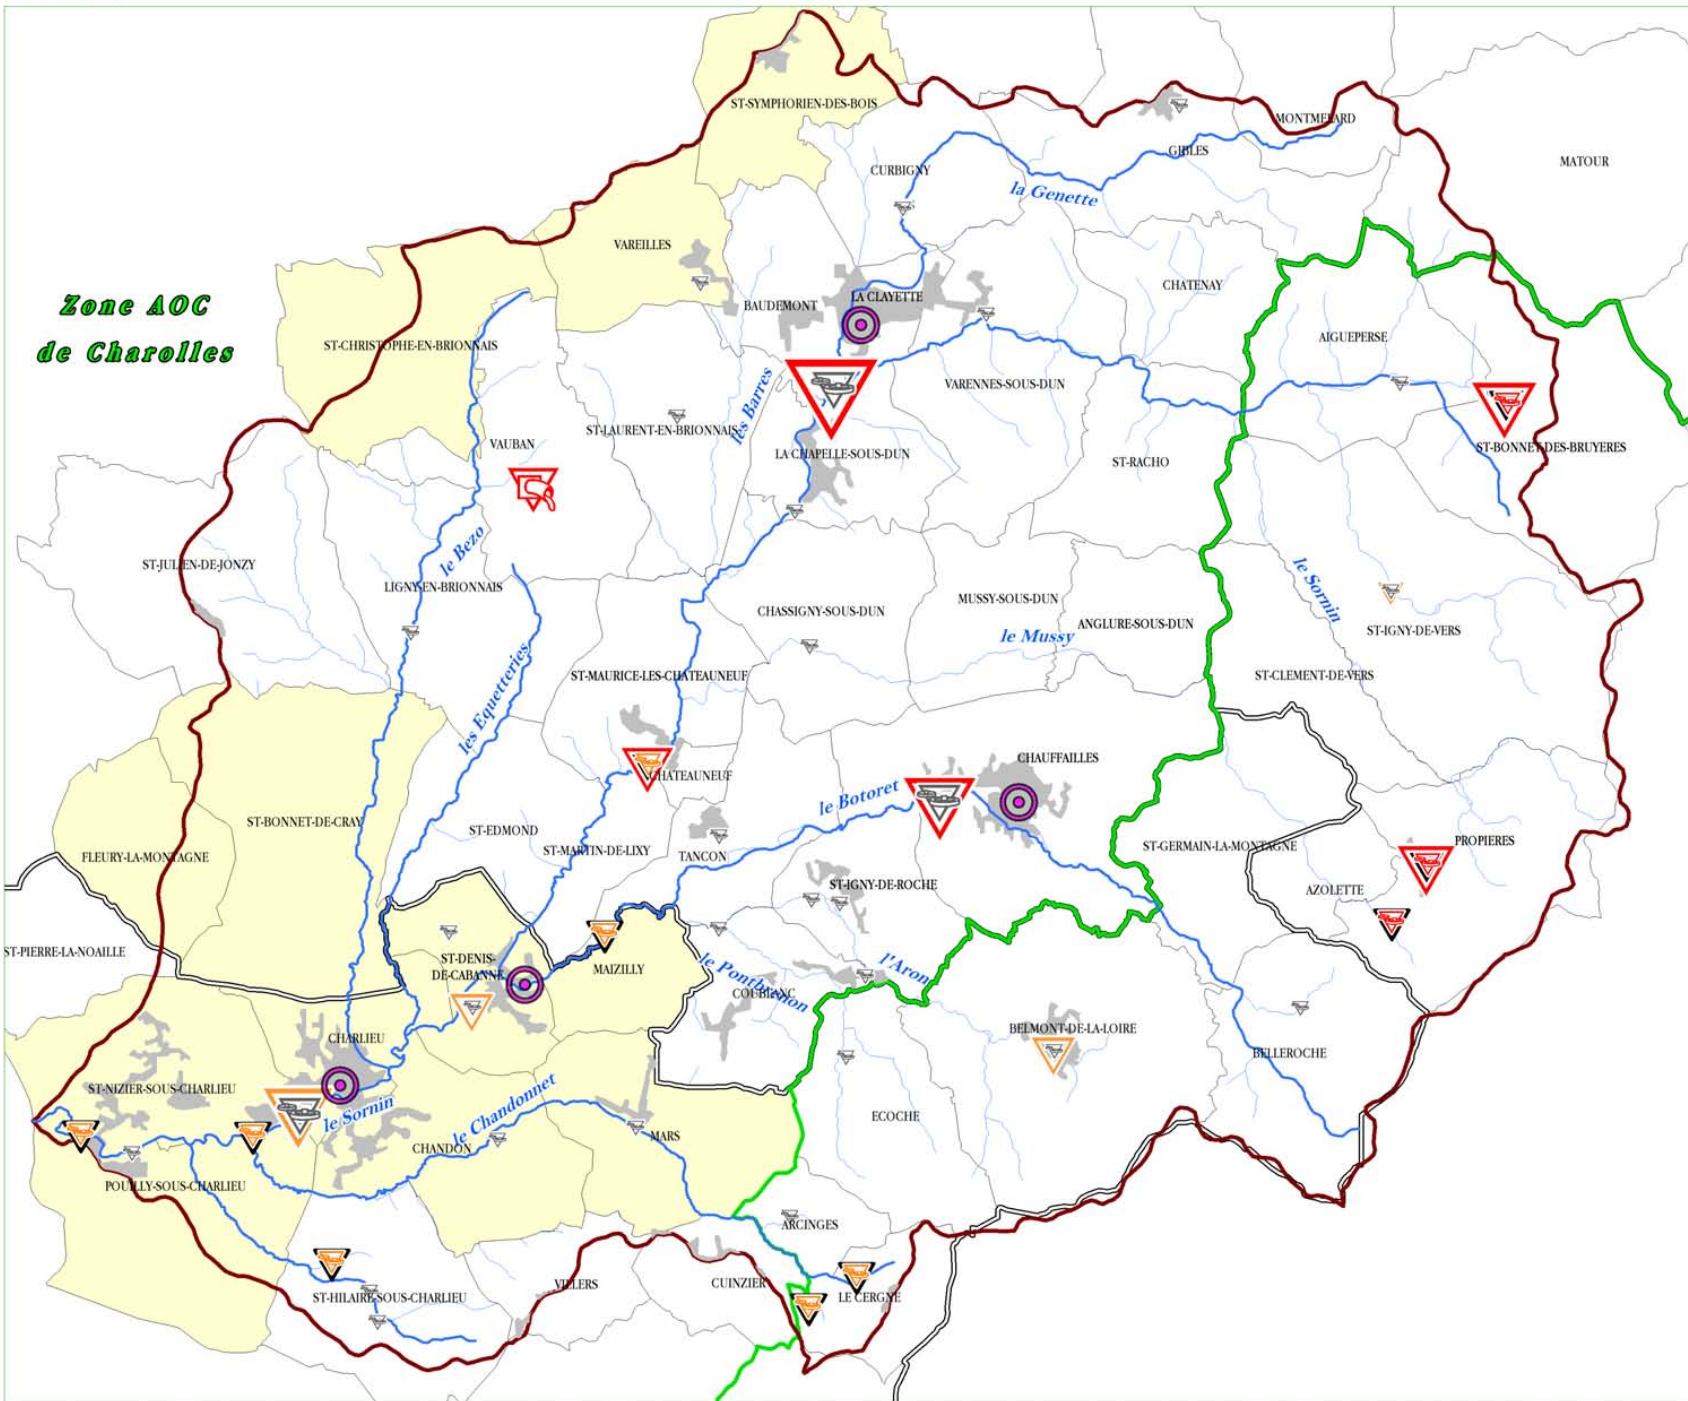 ST-SYMPHORIEN-DES-BOIS
MONTMELARD
GIBLES
MATOUR
CURBIGNY
la Genette
VAREILLES
Zone AOC
de Charolles
BAUDEMONT
LA CLAYETTE
CHATENAY
AIGUEPERSE
ST-CHRISTOPHE-EN-BRIONNAIS
VARENNES-SOUS-DUN
les Barres
ST-LAURENT-EN-BRIONNAIS
VAUBAN
LA CHAPELLE-SOUS-DUN
ST-RACHO
ST-BONNET-DES-BRUYERES
le Bezo
ST-JULIEN-DE-JONZY
LIGNY-EN-BRIONNAIS
le Sornin
CHASSIGNY-SOUS-DUN
MUSSY-SOUS-DUN
ANGLURE-SOUS-DUN
le Mussy
ST-IGNY-DE-VERS
les Equetteries
ST-MAURICE-LES-CHATEAUNEUF
ST-CLEMENT-DE-VERS
CHATEAUNEUF
CHAUFFAILLES
le Botoret
ST-BONNET-DE-CRAY
ST-EDMOND
ST-MARTIN-DE-LIXY
TANCON
FLEURY-LA-MONTAGNE
ST-GERMAIN-LA-MONTAGNE
PROPIERES
ST-IGNY-DE-ROCHE
AZOLETTE
ST-PIERRE-LA-NOAILLE
ST-DENIS-
DE-CABANNE
MAIZILLY
le Pontbrenon
COUBLANC
l'Aron
CHARLIEU
BELMONT-DE-LA-LOIRE
BELLEROCHE
ST-NIZIER-SOUS-CHARLIEU
le Sornin
le Chandonnet
ECOCHE
CHANDON
MARS
POUILLY-SOUS-CHARLIEU
ARCINGES
VILLERS
CUINZIER
ST-HILAIRE-SOUS-CHARLIEU
LE CERGNE